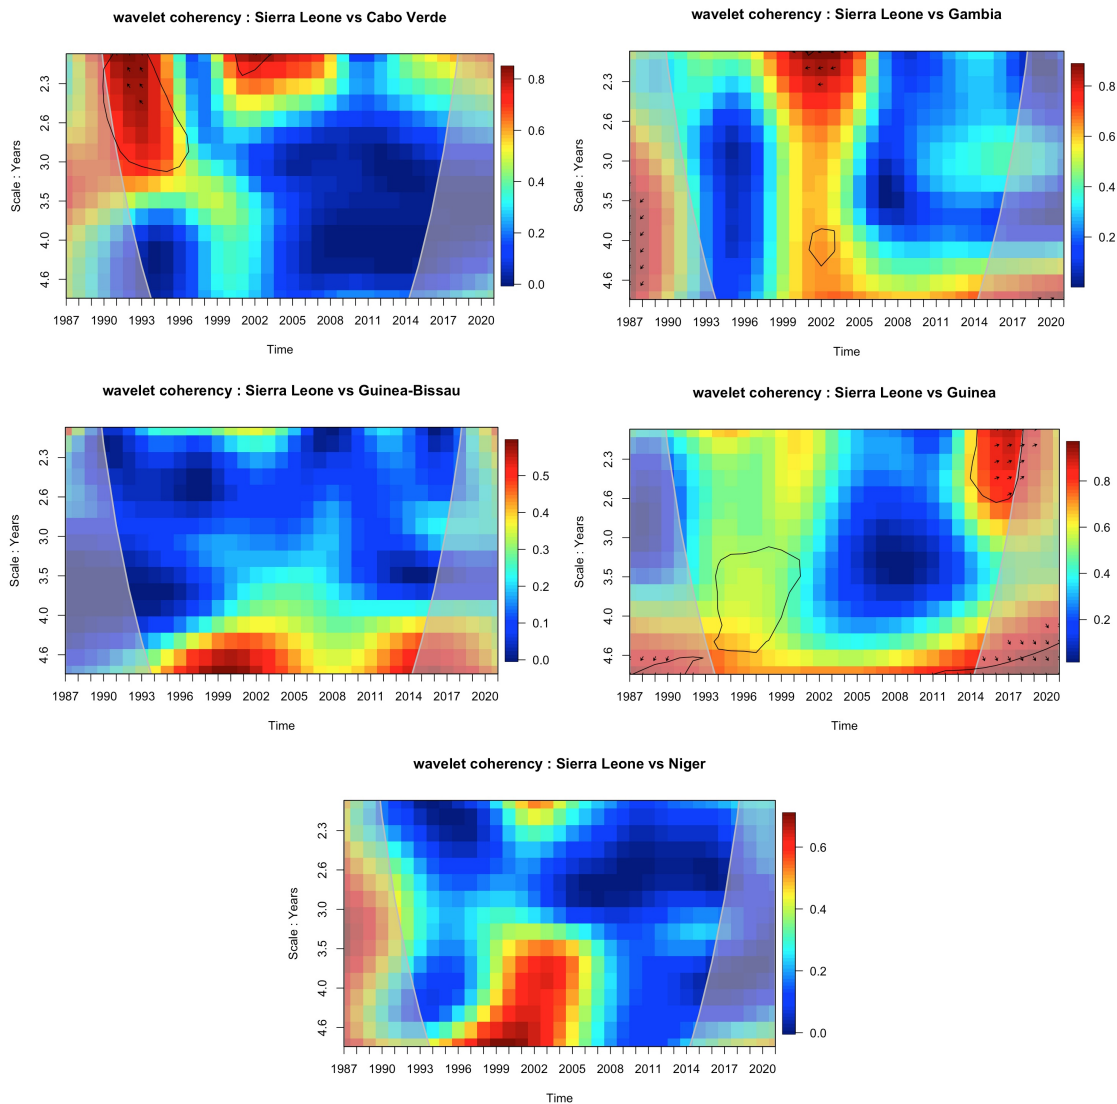 wavelet coherency : Sierra Leone vs Cabo Verde
Scale : Years
2.3
2.6
3.0
3.5
4.0
4.6
0.8
0.6
0.4
0.2
0.0
1987 1990 1993 1996 1999 2002 2005 2008 2011 2014 2017 2020
Time
wavelet coherency : Sierra Leone vs Gambia
Scale : Years
2.3
2.6
3.0
3.5
4.0
4.6
0.8
0.6
0.4
0.2
1987 1990 1993 1996 1999 2002 2005 2008 2011 2014 2017 2020
Time
wavelet coherency : Sierra Leone vs Guinea-Bissau
Scale : Years
2.3
2.6
3.0
3.5
4.0
4.6
0.5
0.4
0.3
0.2
0.1
0.0
1987 1990 1993 1996 1999 2002 2005 2008 2011 2014 2017 2020
Time
wavelet coherency : Sierra Leone vs Guinea
Scale : Years
2.3
2.6
3.0
3.5
4.0
4.6
0.8
0.6
0.4
0.2
1987 1990 1993 1996 1999 2002 2005 2008 2011 2014 2017 2020
Time
wavelet coherency : Sierra Leone vs Niger
Scale : Years
2.3
2.6
3.0
3.5
4.0
4.6
0.6
0.4
0.2
0.0
1987 1990 1993 1996 1999 2002 2005 2008 2011 2014 2017 2020
Time